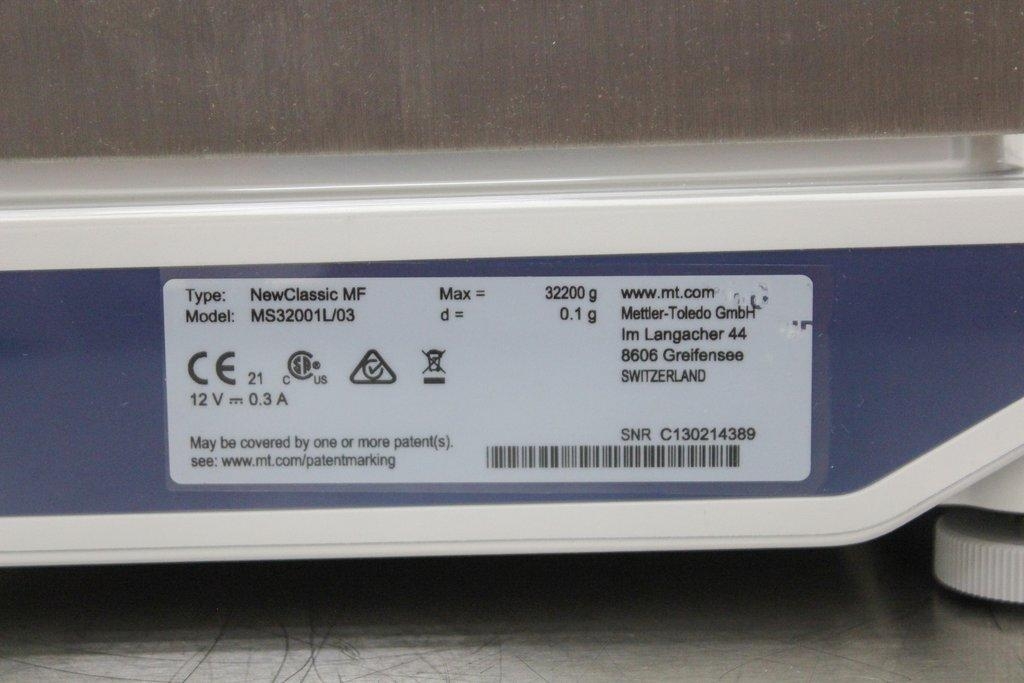 Type: NewClassic MF
Model: MS32001L/03
Max = 32200 g
d = 0.1 g
www.mt.com
Mettler-Toledo GmbH
Im Langacher 44
8606 Greifensee
SWITZERLAND
CE 21 C SP® US
12 V ⎓ 0.3 A
May be covered by one or more patent(s).
see: www.mt.com/patentmarking
SNR C130214389